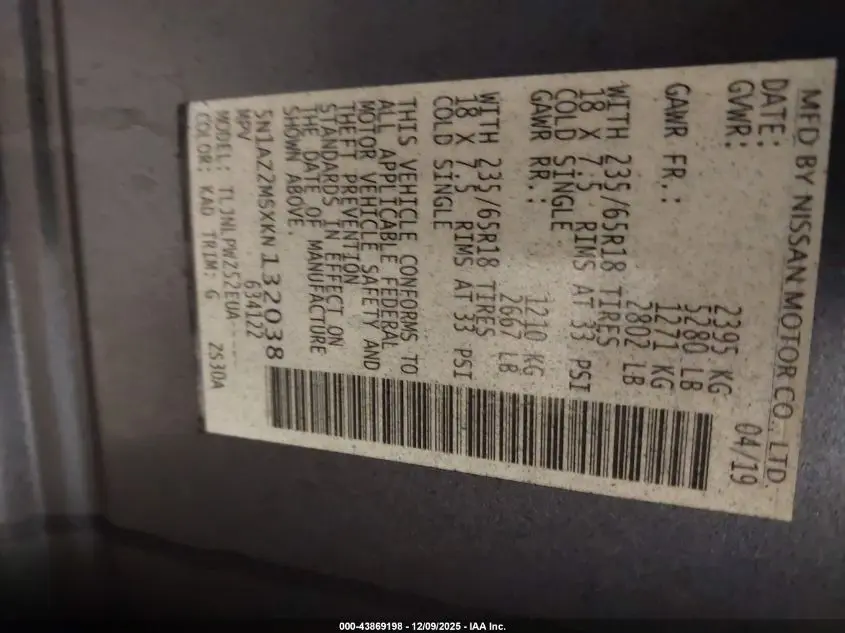 MFD BY NISSAN MOTOR CO., LTD.
DATE: 04/19
GVWR: 2395 KG
5280 LB
GAWR FR.: 1271 KG
2802 LB
WITH 235/65R18 TIRES
18 X 7.5 RIMS AT 33 PSI
COLD SINGLE
GAWR RR.: 1210 KG
2667 LB
WITH 235/65R18 TIRES
18 X 7.5 RIMS AT 33 PSI
COLD SINGLE
THIS VEHICLE CONFORMS TO
ALL APPLICABLE FEDERAL
MOTOR VEHICLE SAFETY AND
THEFT PREVENTION
STANDARDS IN EFFECT ON
THE DATE OF MANUFACTURE
SHOWN ABOVE.
5N1AZ2MSXKN132038
MPV 634122
MODEL: TLJNLPWZ52EUA----
COLOR: KAD TRIM: G ZS30A
000-43869198 - 12/09/2025 - IAA Inc.